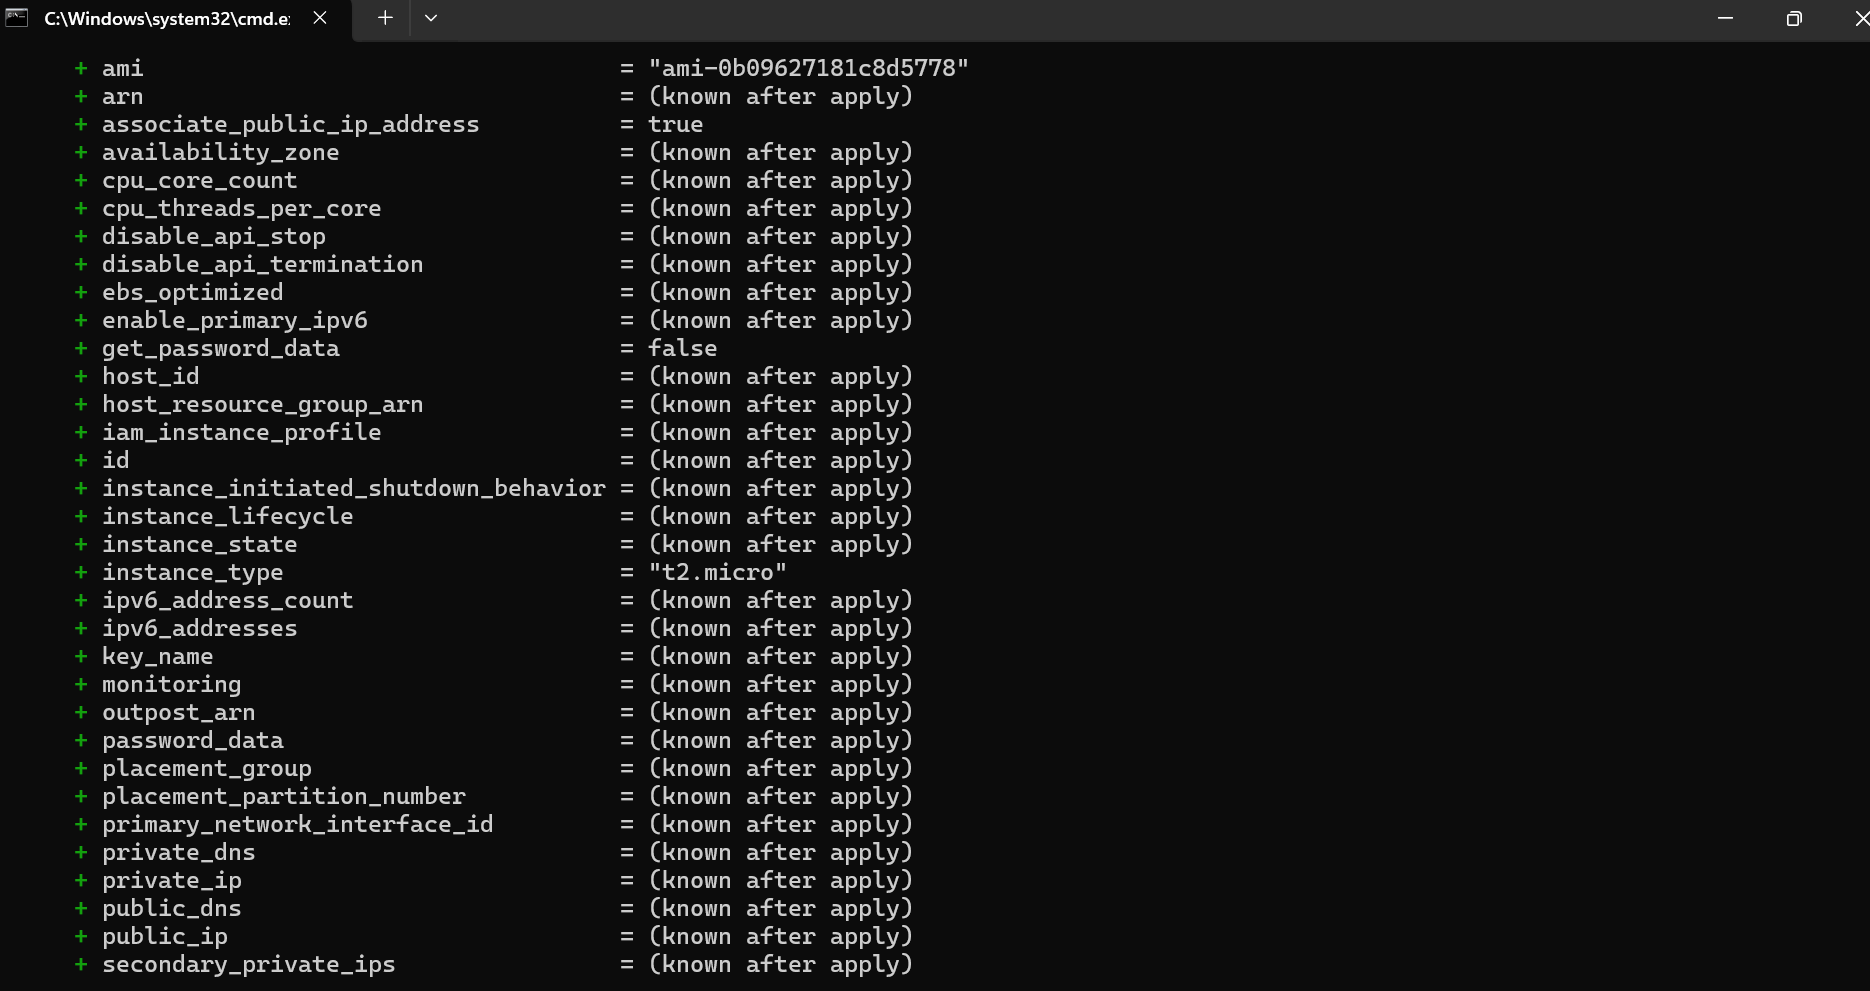 C:\Windows\system32\cmd.e
+ ami = "ami-0b09627181c8d5778"
+ arn = (known after apply)
+ associate_public_ip_address = true
+ availability_zone = (known after apply)
+ cpu_core_count = (known after apply)
+ cpu_threads_per_core = (known after apply)
+ disable_api_stop = (known after apply)
+ disable_api_termination = (known after apply)
+ ebs_optimized = (known after apply)
+ enable_primary_ipv6 = (known after apply)
+ get_password_data = false
+ host_id = (known after apply)
+ host_resource_group_arn = (known after apply)
+ iam_instance_profile = (known after apply)
+ id = (known after apply)
+ instance_initiated_shutdown_behavior = (known after apply)
+ instance_lifecycle = (known after apply)
+ instance_state = (known after apply)
+ instance_type = "t2.micro"
+ ipv6_address_count = (known after apply)
+ ipv6_addresses = (known after apply)
+ key_name = (known after apply)
+ monitoring = (known after apply)
+ outpost_arn = (known after apply)
+ password_data = (known after apply)
+ placement_group = (known after apply)
+ placement_partition_number = (known after apply)
+ primary_network_interface_id = (known after apply)
+ private_dns = (known after apply)
+ private_ip = (known after apply)
+ public_dns = (known after apply)
+ public_ip = (known after apply)
+ secondary_private_ips = (known after apply)